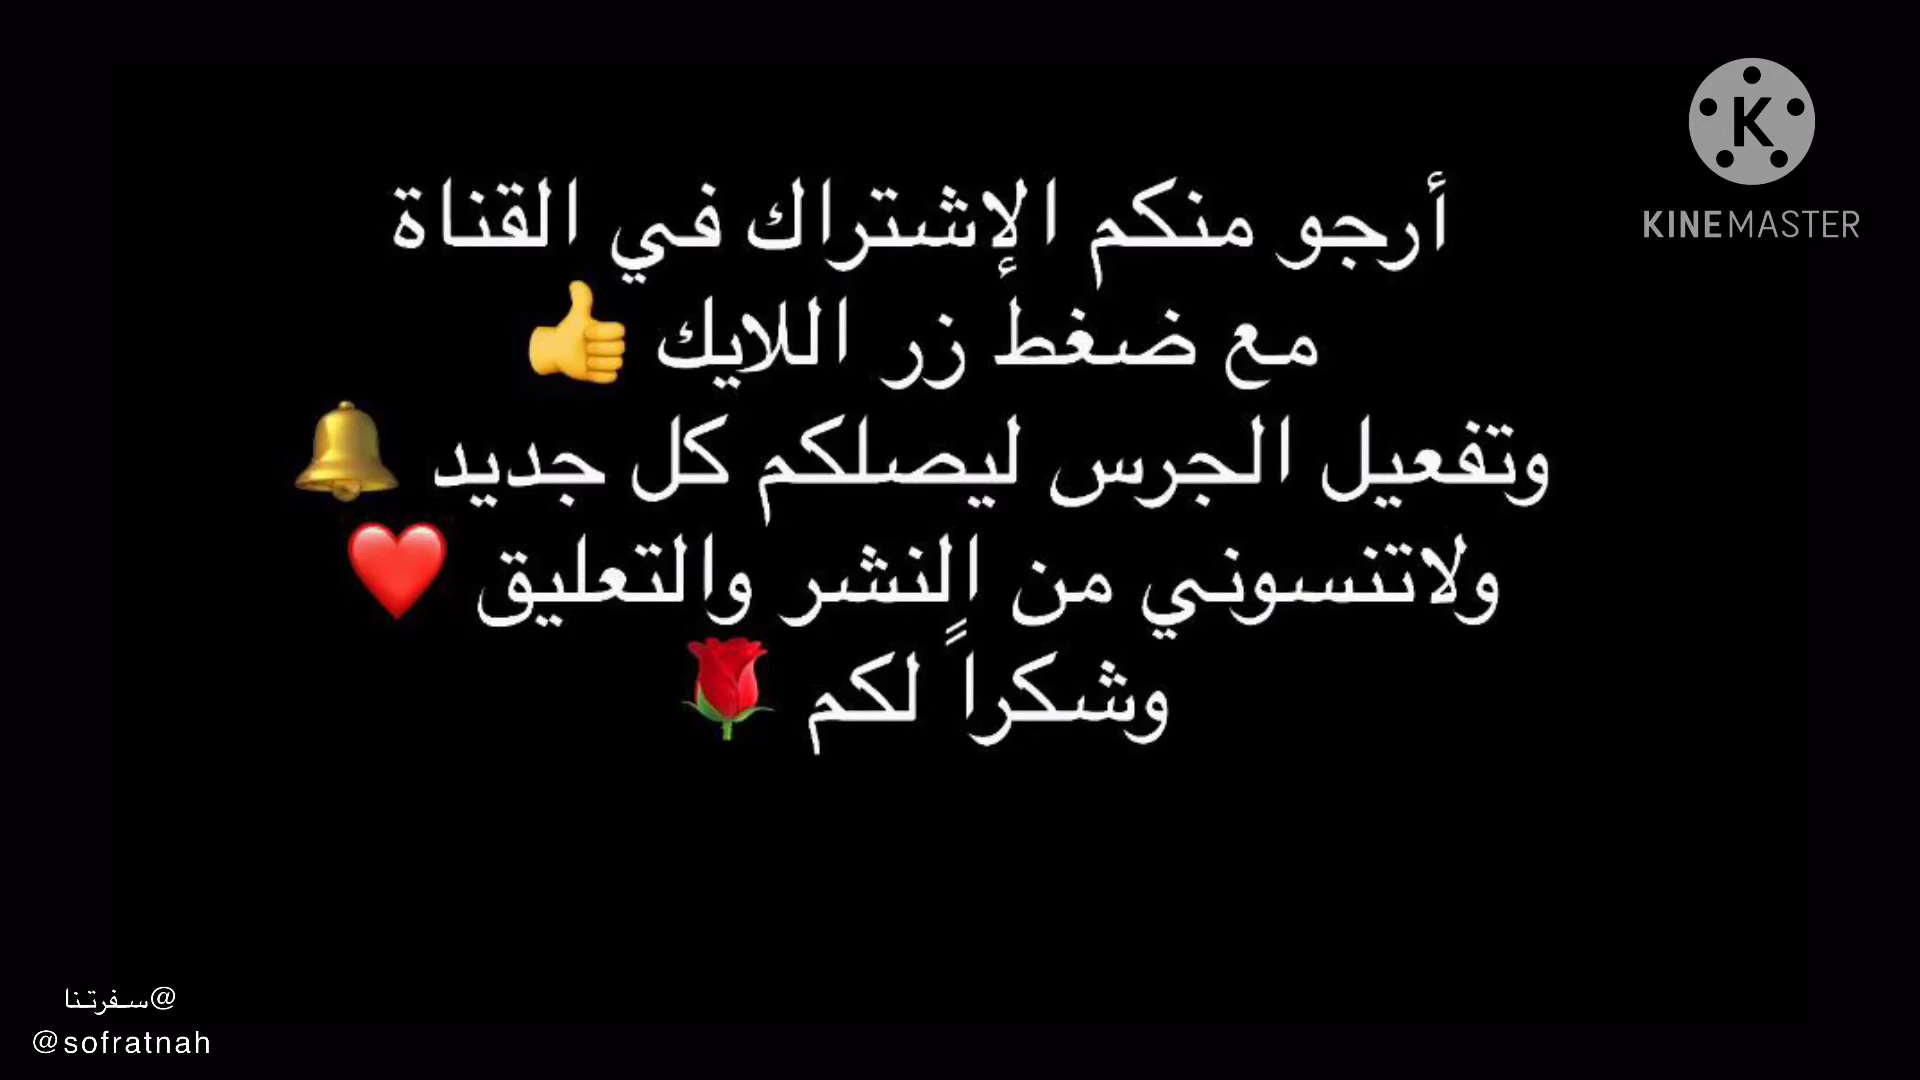 أرجو منكم الإشتراك في القناة
مع ضغط زر اللايك 👍
وتفعيل الجرس ليصلكم كل جديد 🔔
ولاتنسوني من النشر والتعليق ❤️
وشكراً لكم 🌹
K
KINEMASTER
@سفرتنا
@sofratnah